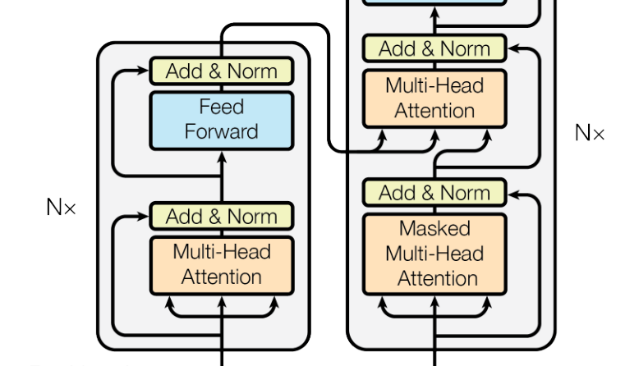 Add & Norm
Feed
Forward
Nx
Add & Norm
Multi-Head
Attention
Add & Norm
Multi-Head
Attention
Nx
Add & Norm
Masked
Multi-Head
Attention